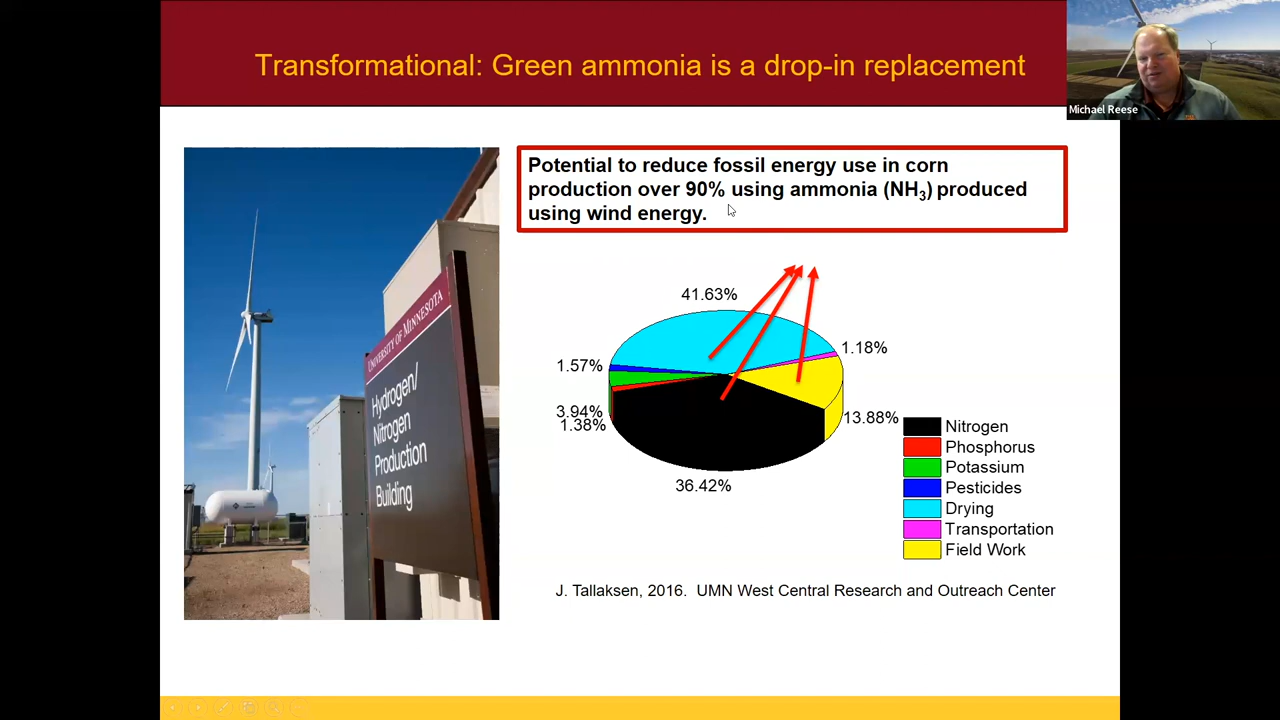 Transformational: Green ammonia is a drop-in replacement
Michael Reese
Potential to reduce fossil energy use in corn
production over 90% using ammonia (NH₃) produced
using wind energy.
UNIVERSITY OF MINNESOTA
Hydrogen/
Nitrogen
Production
Building
41.63%
1.18%
1.57%
3.94%
1.38%
13.88%
36.42%
Nitrogen
Phosphorus
Potassium
Pesticides
Drying
Transportation
Field Work
J. Tallaksen, 2016. UMN West Central Research and Outreach Center